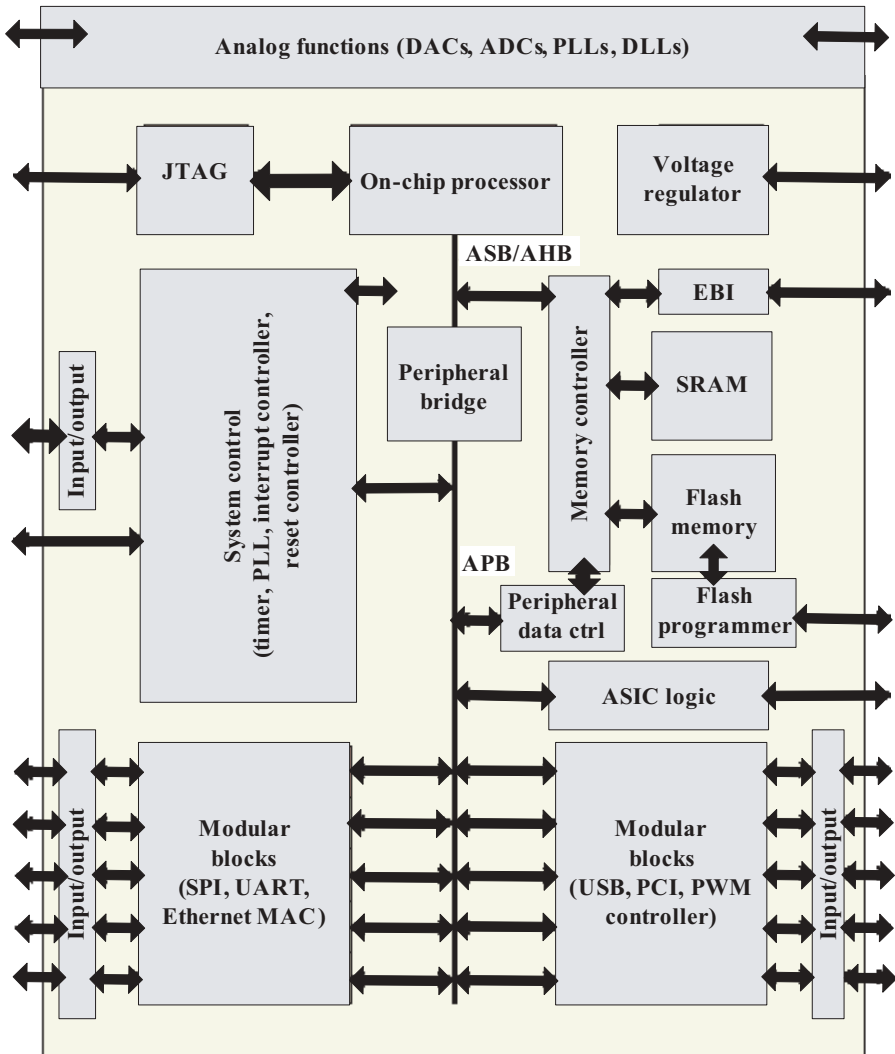 Analog functions (DACs, ADCs, PLLs, DLLs)
JTAG
On-chip processor
Voltage
regulator
ASB/AHB
EBI
Peripheral
bridge
Memory controller
SRAM
Input/output
System control
(timer, PLL, interrupt controller,
reset controller)
Flash
memory
APB
Peripheral
data ctrl
Flash
programmer
ASIC logic
Input/output
Modular
blocks
(SPI, UART,
Ethernet MAC)
Modular
blocks
(USB, PCI, PWM
controller)
Input/output